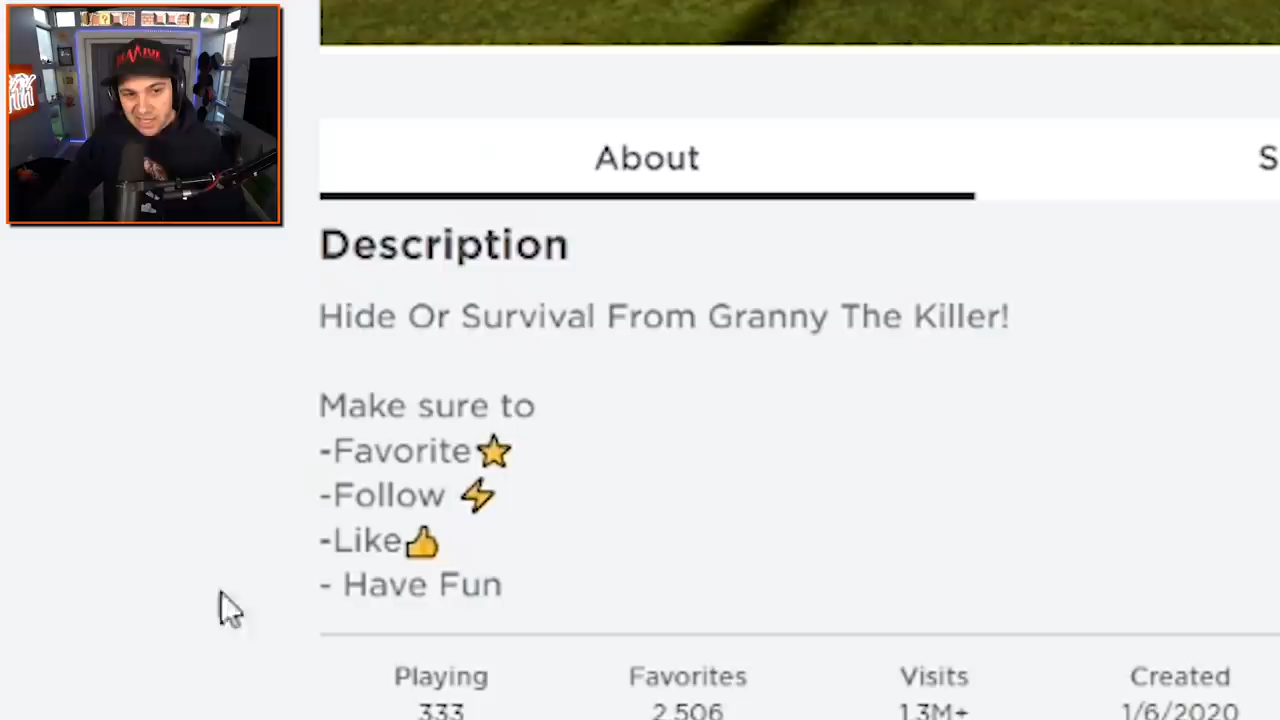 About
S
Description
Hide Or Survival From Granny The Killer!
Make sure to
-Favorite⭐
-Follow ⚡
-Like👍
- Have Fun
Playing
Favorites
Visits
Created
333
2,506
1.3M+
1/6/2020